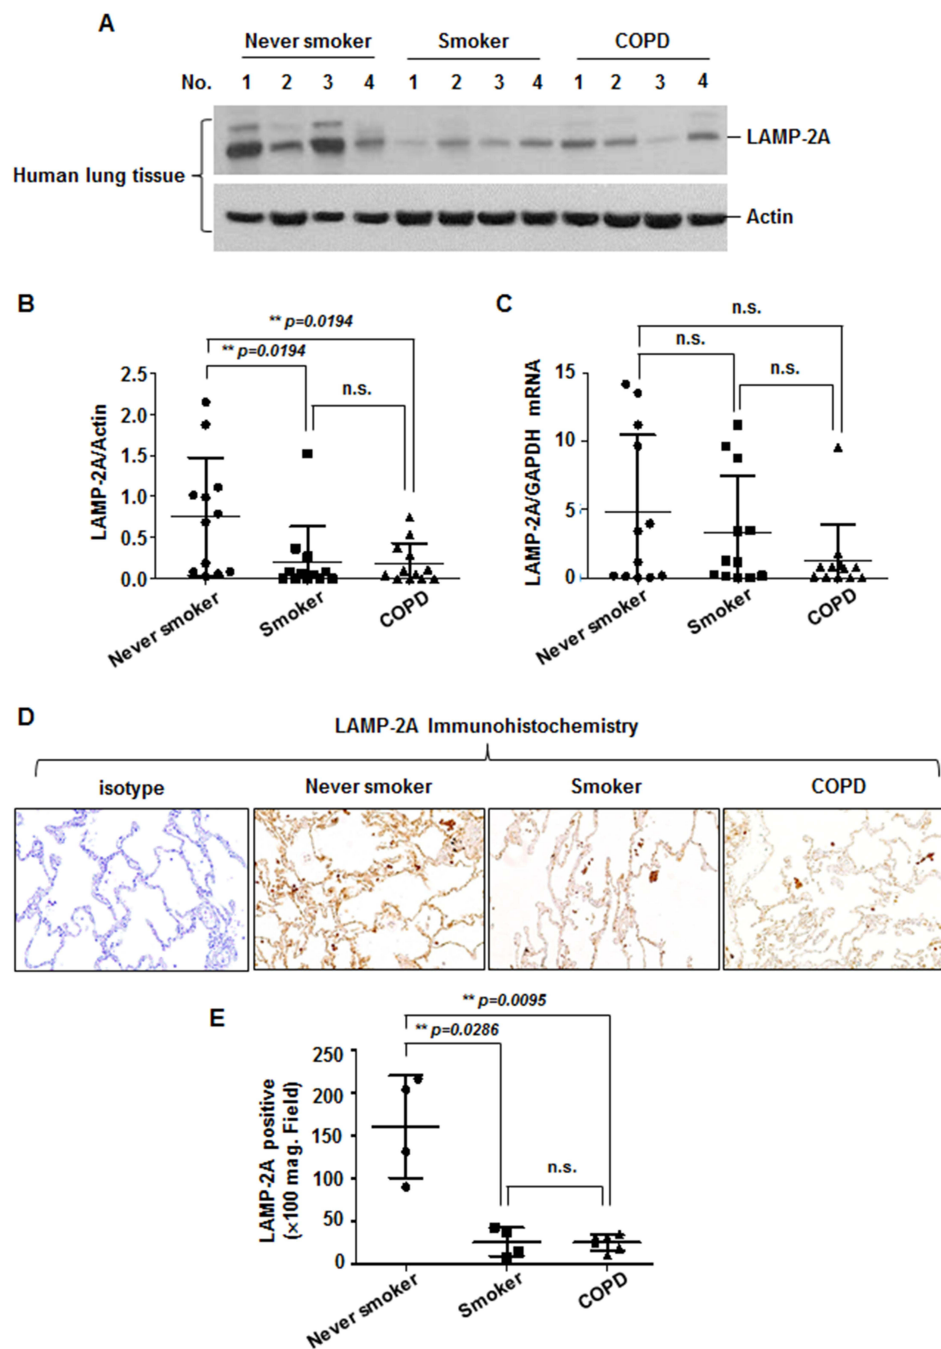 A
Never smoker Smoker COPD
No. 1 2 3 4 1 2 3 4 1 2 3 4
LAMP-2A
Human lung tissue
Actin
B
** p=0.0194
** p=0.0194
n.s.
LAMP-2A/Actin
2.5
2.0
1.5
1.0
0.5
0.0
Never smoker
Smoker
COPD
C
n.s.
n.s.
n.s.
LAMP-2A/GAPDH mRNA
15
10
5
0
Never smoker
Smoker
COPD
D
LAMP-2A Immunohistochemistry
isotype Never smoker Smoker COPD
E
** p=0.0095
** p=0.0286
n.s.
LAMP-2A positive
(×100 mag. Field)
250
200
150
100
50
0
Never smoker
Smoker
COPD